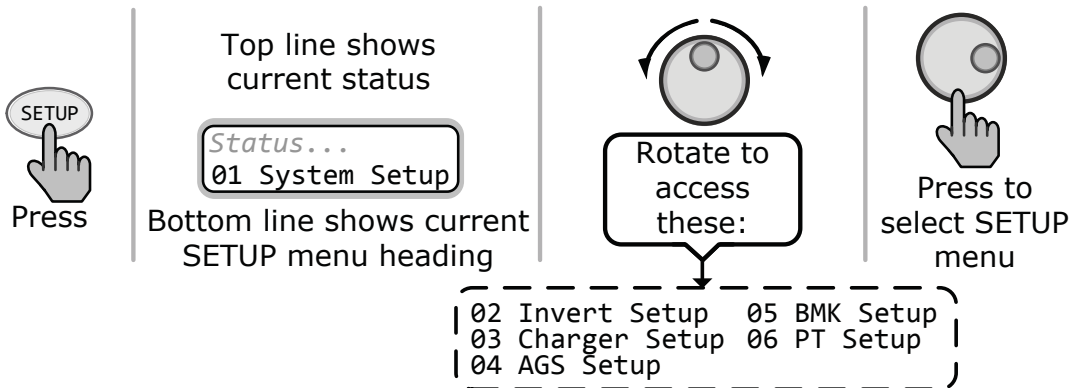 SETUP
Press
Top line shows
current status
Status...
01 System Setup
Bottom line shows current
SETUP menu heading
Rotate to
access
these:
02 Invert Setup 05 BMK Setup
03 Charger Setup 06 PT Setup
04 AGS Setup
Press to
select SETUP
menu